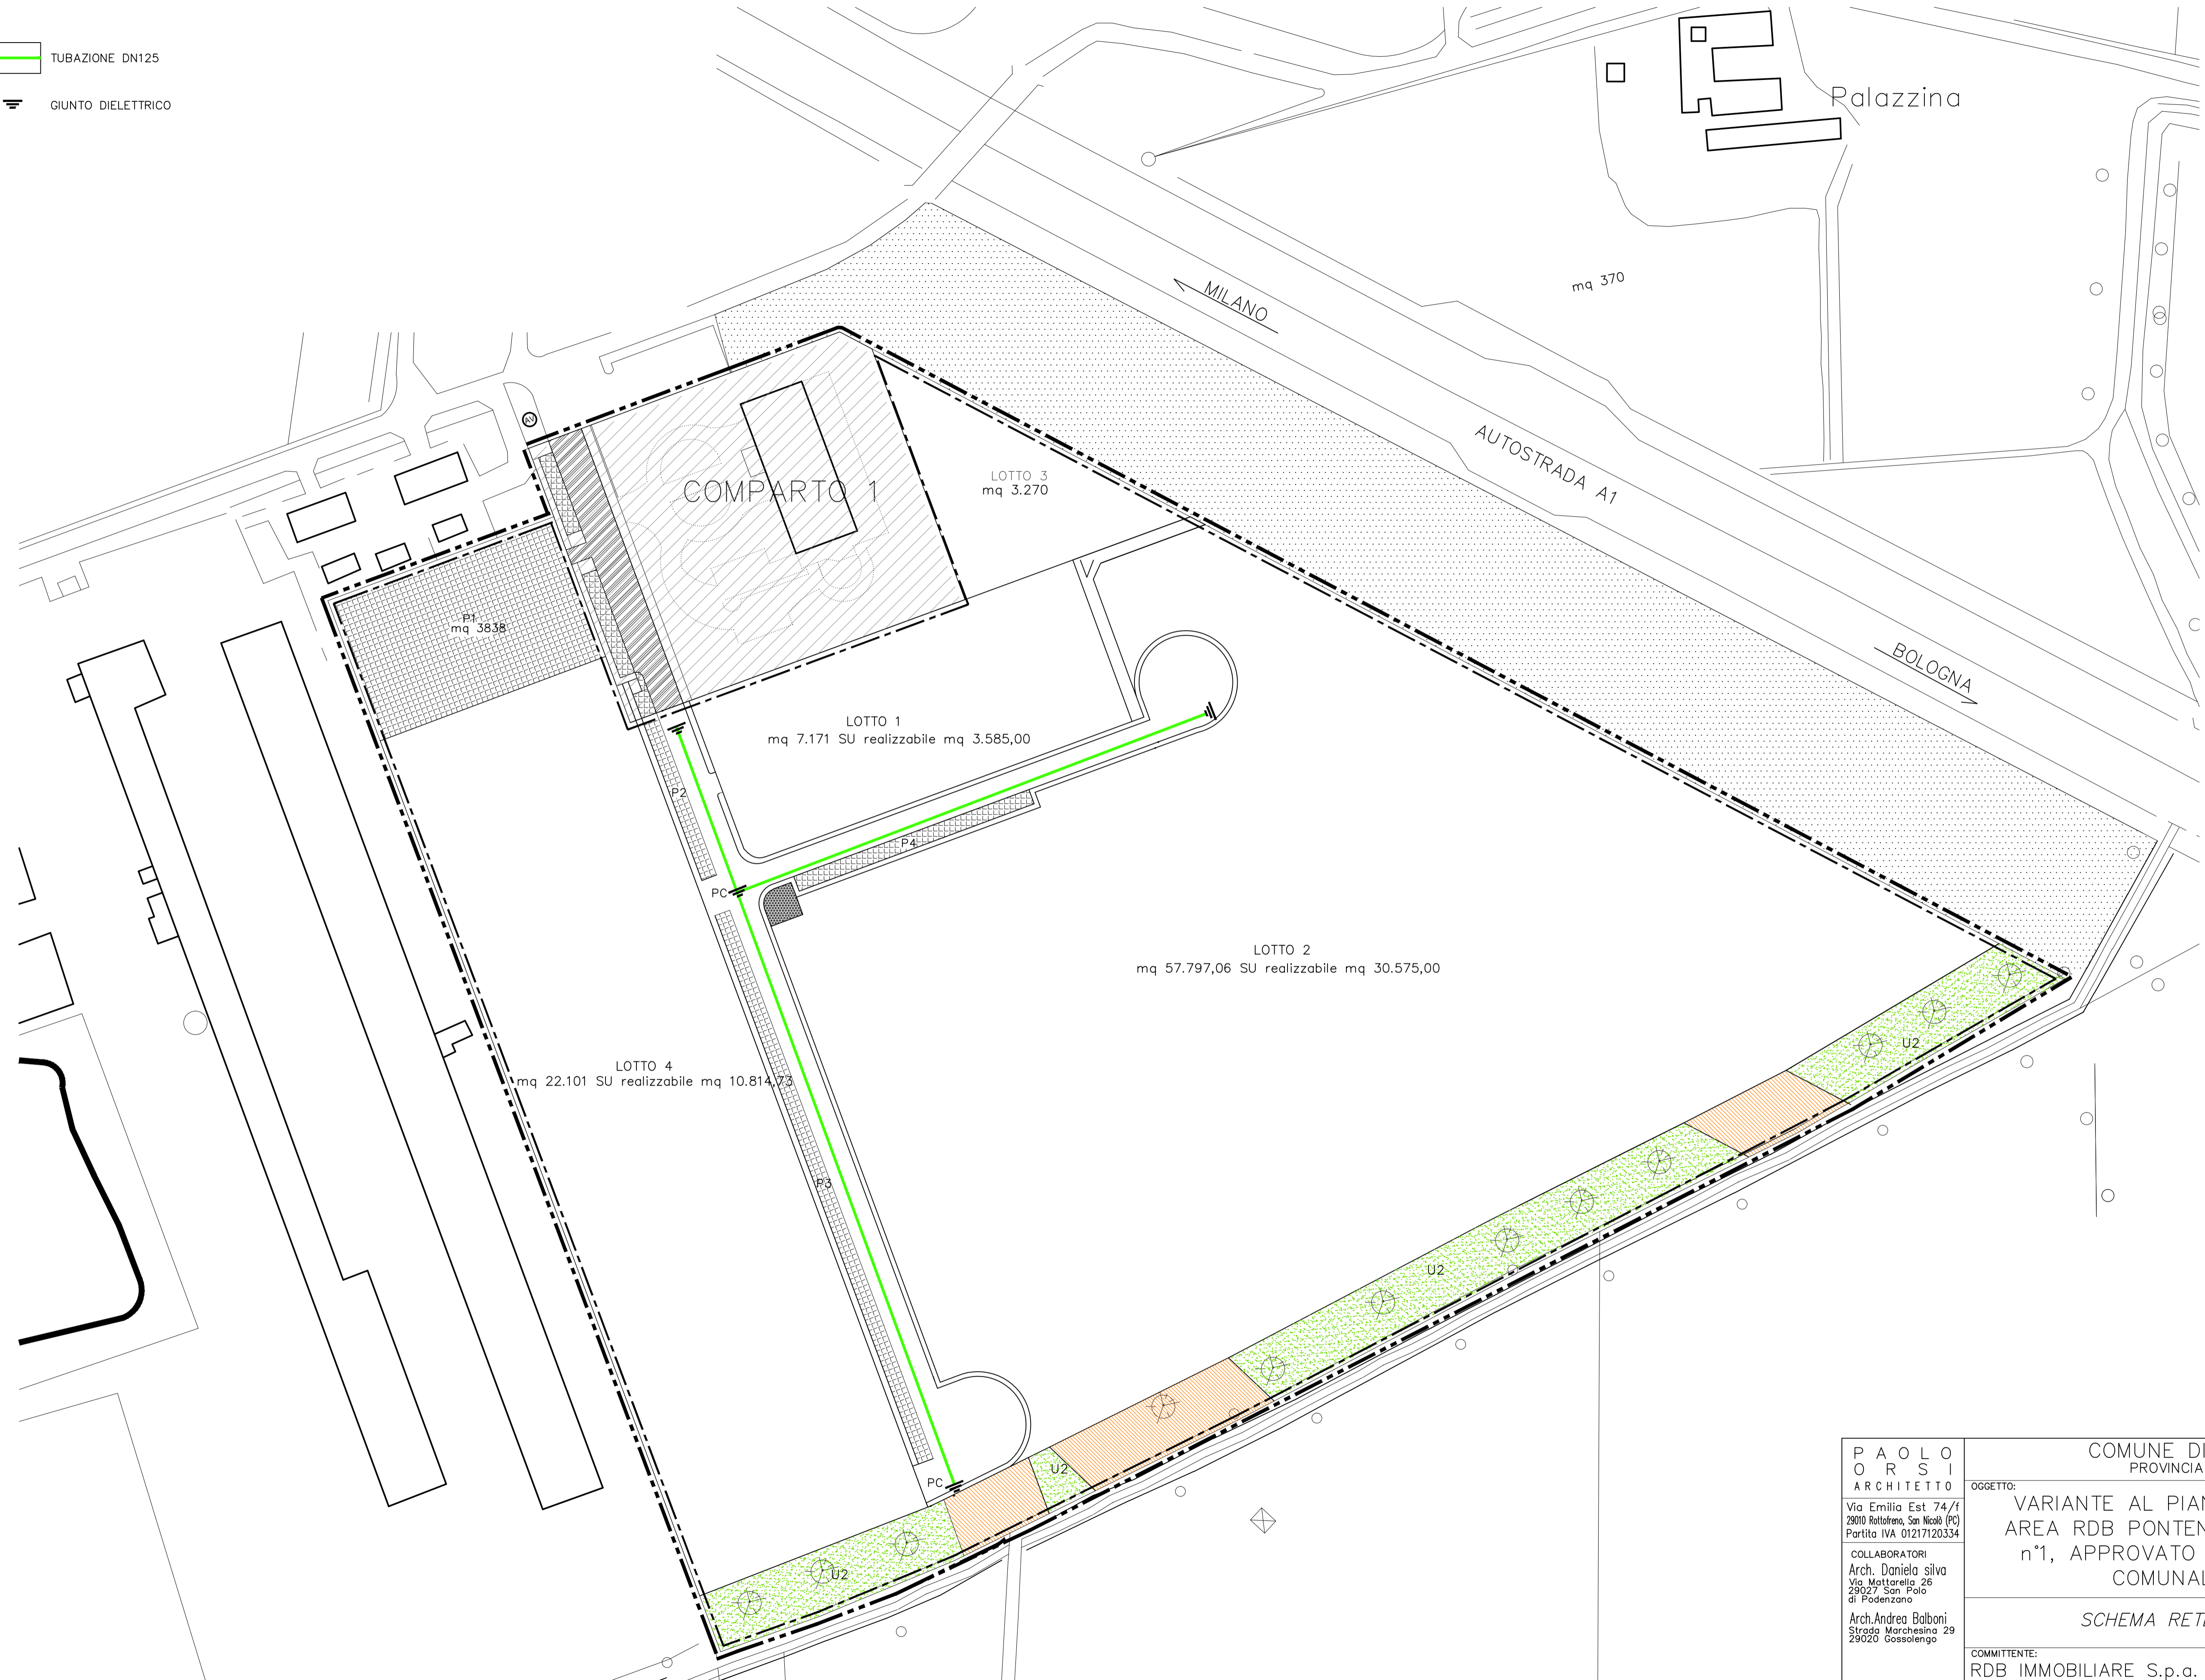 TUBAZIONE DN125
GIUNTO DIELETTRICO
Palazzina
mq 370
MILANO
AUTOSTRADA A1
BOLOGNA
AV
COMPARTO 1
LOTTO 3
mq 3.270
P1
mq 3838
LOTTO 1
mq 7.171 SU realizzabile mq 3.585,00
P2
P4
PC
LOTTO 2
mq 57.797,06 SU realizzabile mq 30.575,00
LOTTO 4
mq 22.101 SU realizzabile mq 10.814,73
U2
P3
U2
U2
PC
U2
PAOLO
ORSI
ARCHITETTO
Via Emilia Est 74/f
29010 Rottofreno, San Nicolò (PC)
Partita IVA 01217120334
COLLABORATORI
Arch. Daniela silva
Via Mattarella 26
29027 San Polo
di Podenzano
Arch.Andrea Balboni
Strada Marchesina 29
29020 Gossolengo
COMUNE DI
PROVINCIA
OGGETTO:
VARIANTE AL PIAN
AREA RDB PONTEN
n°1, APPROVATO
COMUNAL
SCHEMA RETE
COMMITTENTE:
RDB IMMOBILIARE S.p.a.